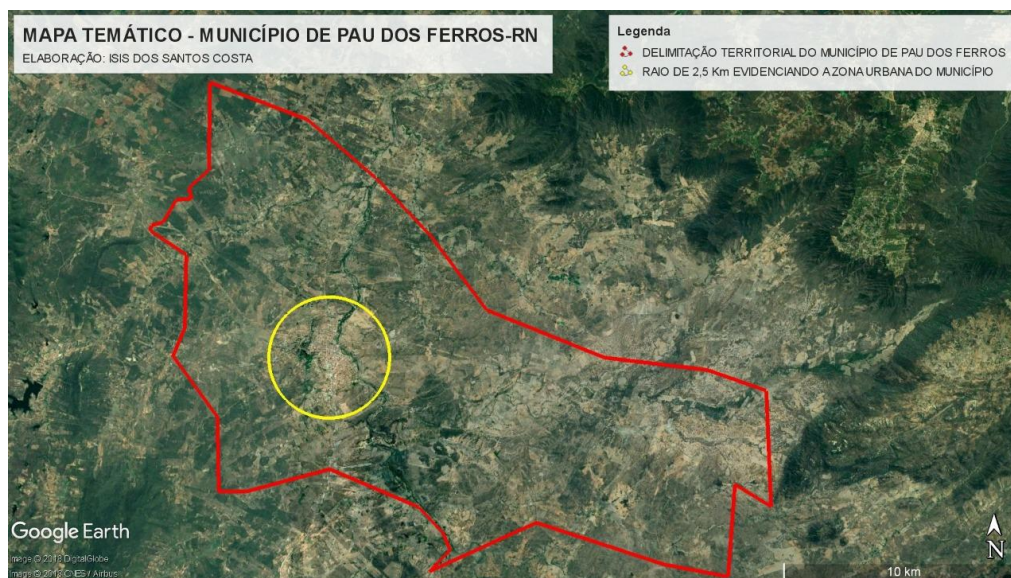 MAPA TEMÁTICO - MUNICÍPIO DE PAU DOS FERROS-RN
ELABORAÇÃO: ISIS DOS SANTOS COSTA
Legenda
DELIMITAÇÃO TERRITORIAL DO MUNICÍPIO DE PAU DOS FERROS
RAIO DE 2,5 Km EVIDENCIANDO A ZONA URBANA DO MUNICÍPIO
Google Earth
Image © 2018 DigitalGlobe
Image © 2018 CNES / Airbus
N
10 km